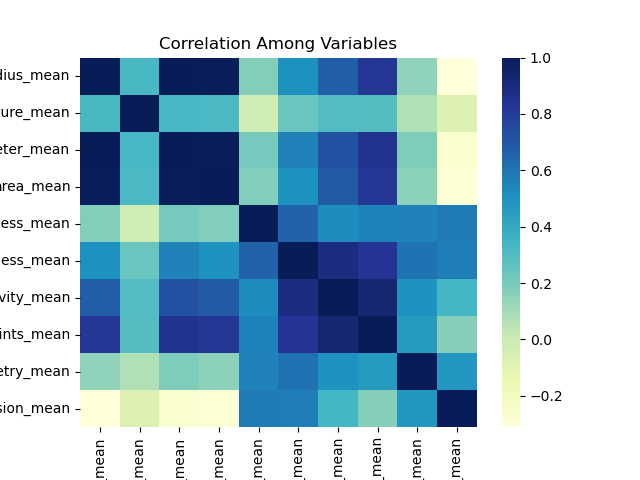 Correlation Among Variables
dius_mean
ure_mean
eter_mean
area_mean
ess_mean
ess_mean
vity_mean
ints_mean
etry_mean
sion_mean
_mean
_mean
_mean
_mean
_mean
_mean
_mean
_mean
_mean
_mean
1.0
0.8
0.6
0.4
0.2
0.0
−0.2